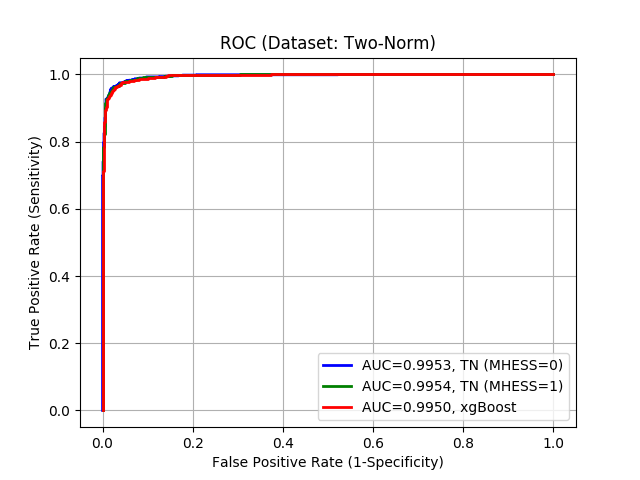 ROC (Dataset: Two-Norm)
True Positive Rate (Sensitivity)
1.0
0.8
0.6
0.4
0.2
0.0
AUC=0.9953, TN (MHESS=0)
AUC=0.9954, TN (MHESS=1)
AUC=0.9950, xgBoost
0.0 0.2 0.4 0.6 0.8 1.0
False Positive Rate (1-Specificity)